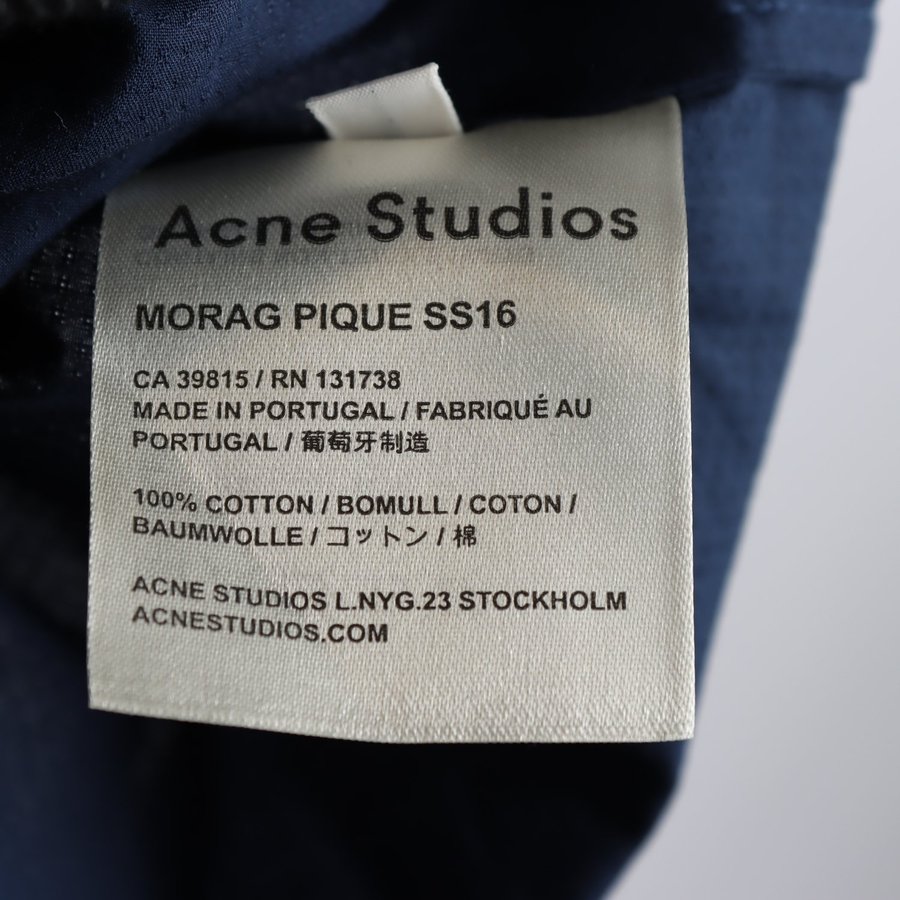 Acne Studios
MORAG PIQUE SS16
CA 39815 / RN 131738
MADE IN PORTUGAL / FABRIQUÉ AU
PORTUGAL / 葡萄牙制造
100% COTTON / BOMULL / COTON /
BAUMWOLLE / コットン / 棉
ACNE STUDIOS L.NYG.23 STOCKHOLM
ACNESTUDIOS.COM